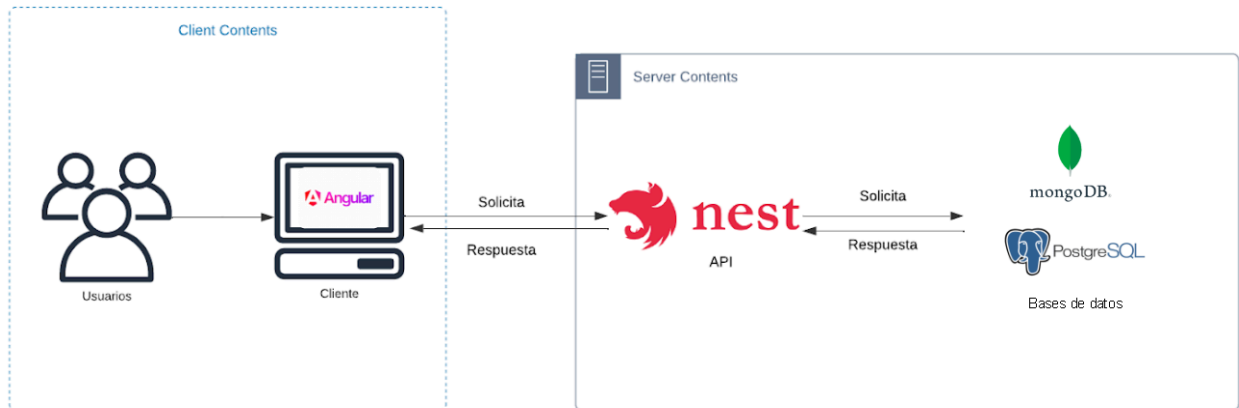 Client Contents
Server Contents
Angular
Usuarios
Cliente
Solicita
Respuesta
nest
API
Solicita
Respuesta
mongoDB.
PostgreSQL
Bases de datos